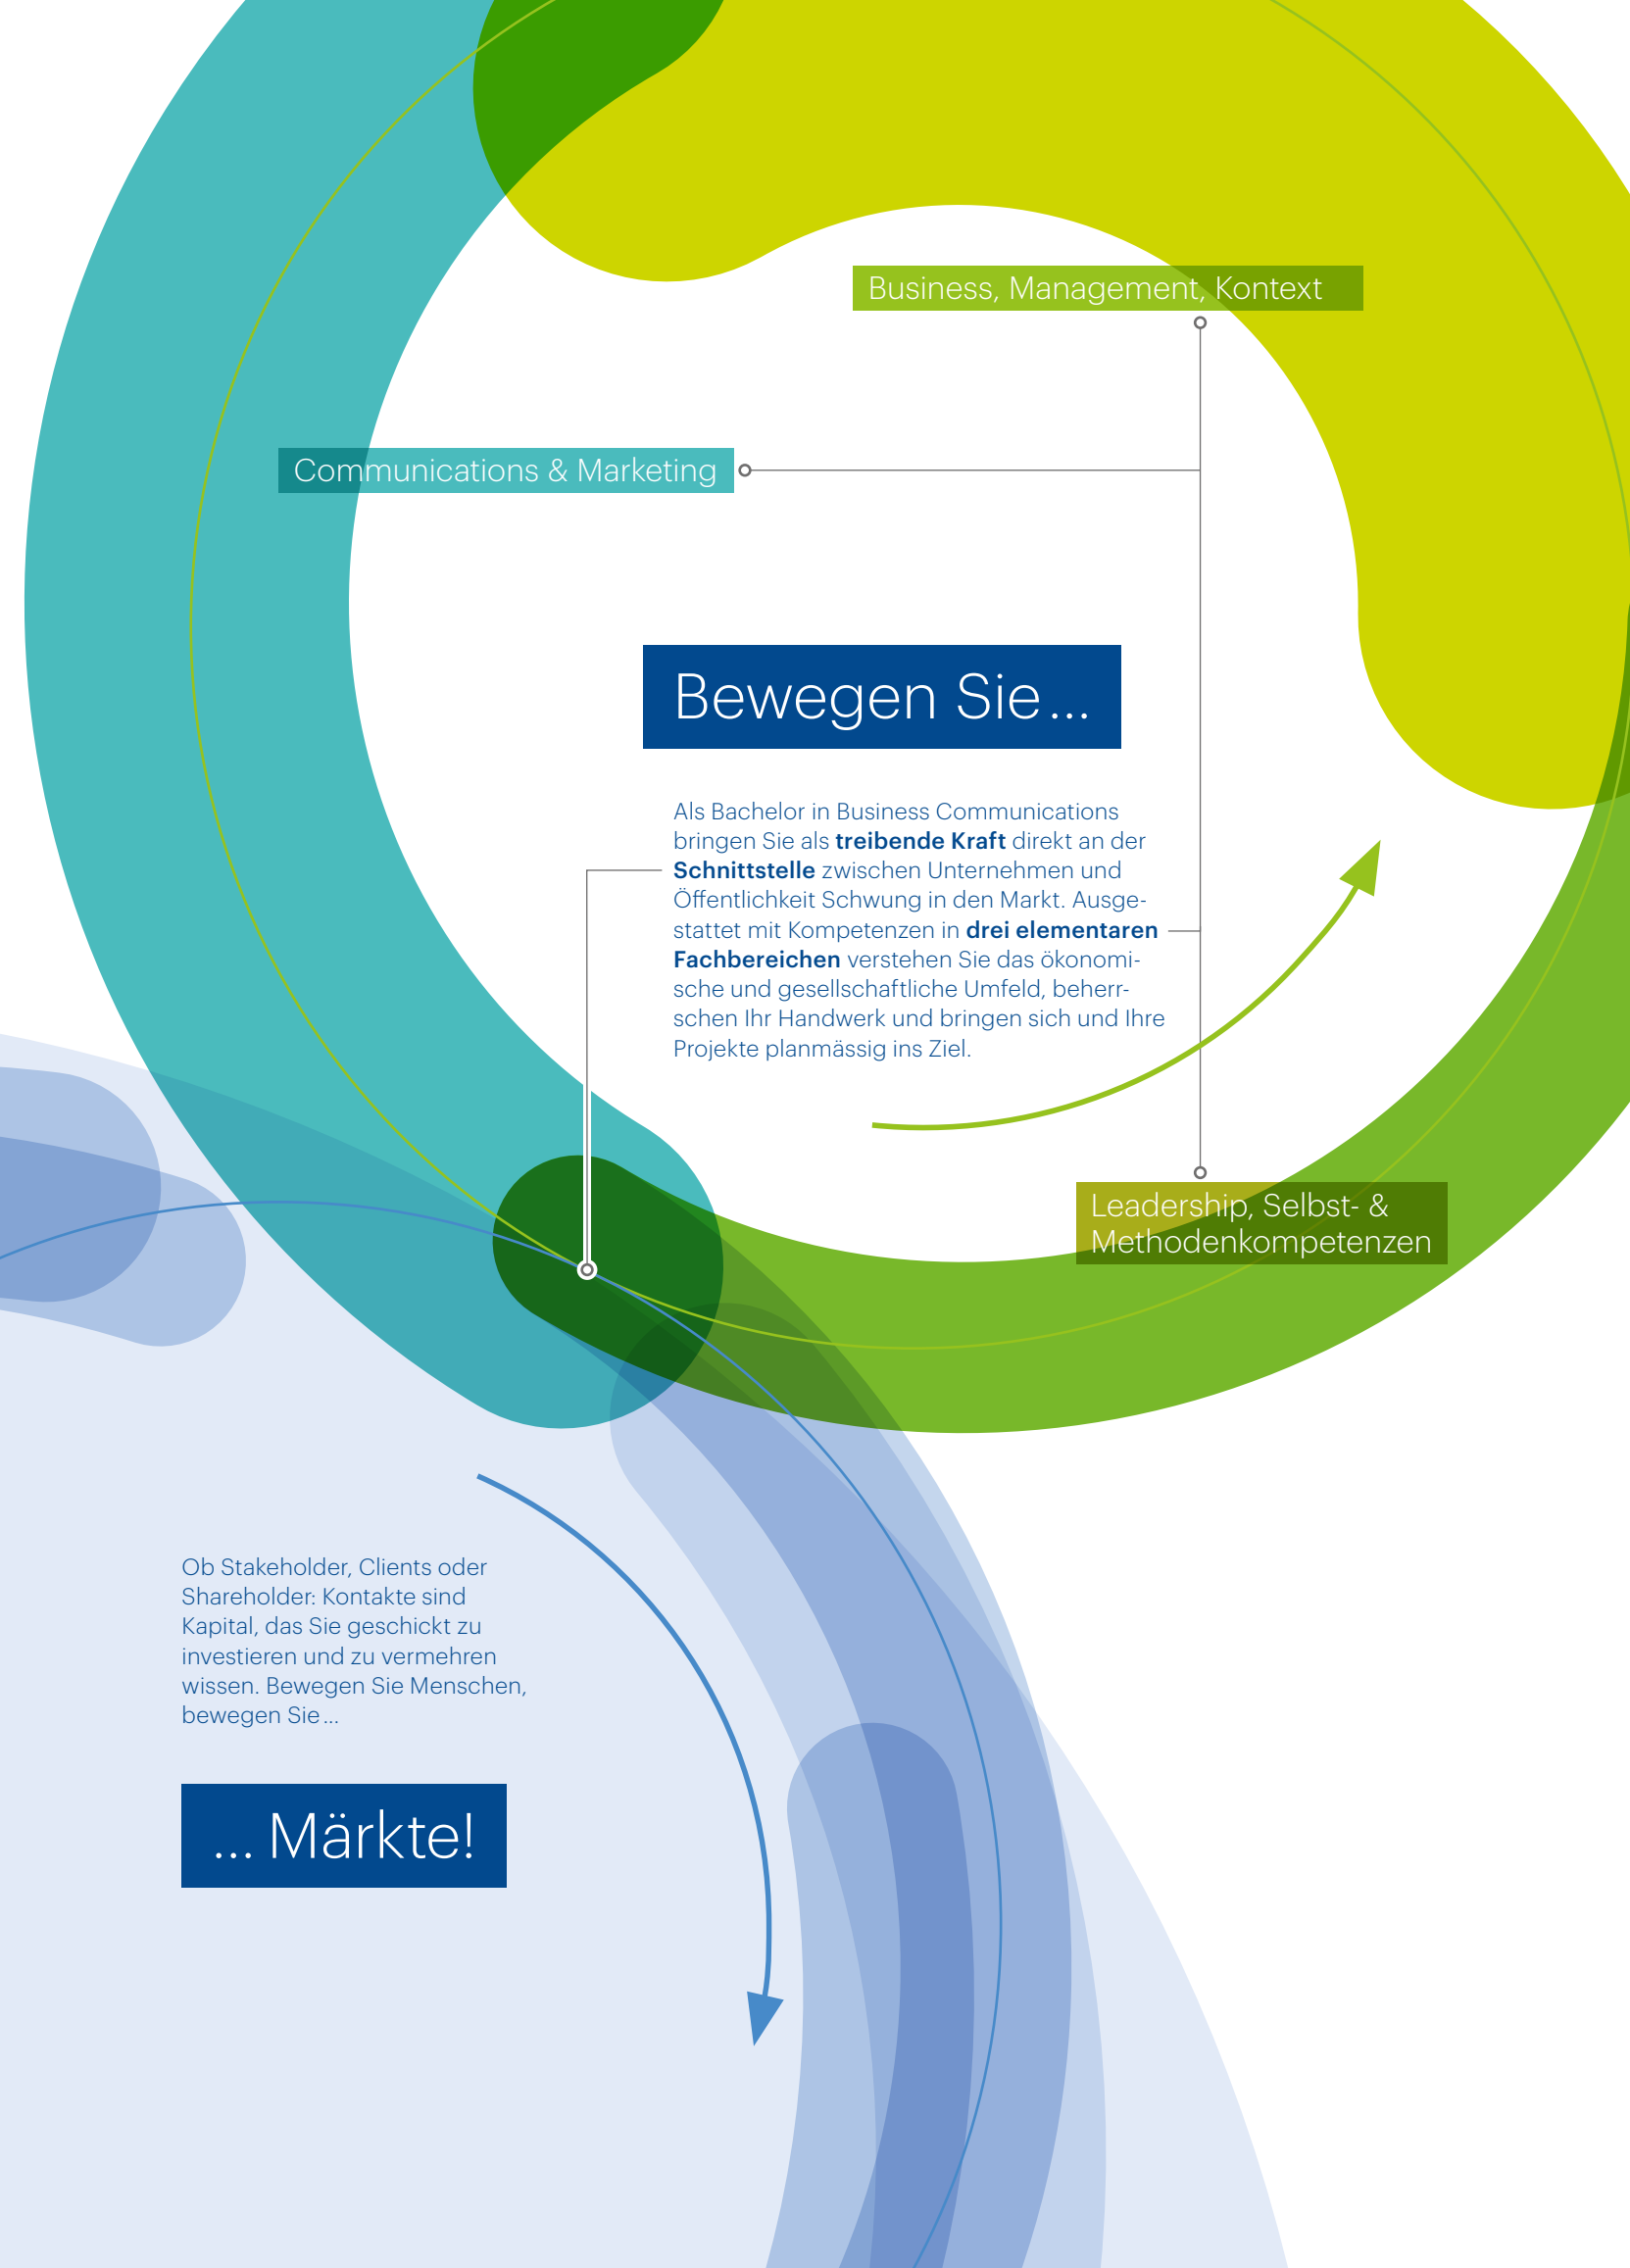 Business, Management, Kontext
Communications & Marketing
Bewegen Sie ...
Als Bachelor in Business Communications
bringen Sie als treibende Kraft direkt an der
Schnittstelle zwischen Unternehmen und
Öffentlichkeit Schwung in den Markt. Ausge-
stattet mit Kompetenzen in drei elementaren
Fachbereichen verstehen Sie das ökonomi-
sche und gesellschaftliche Umfeld, beherr-
schen Ihr Handwerk und bringen sich und Ihre
Projekte planmässig ins Ziel.
Leadership, Selbst- &
Methodenkompetenzen
Ob Stakeholder, Clients oder
Shareholder: Kontakte sind
Kapital, das Sie geschickt zu
investieren und zu vermehren
wissen. Bewegen Sie Menschen,
bewegen Sie ...
... Märkte!